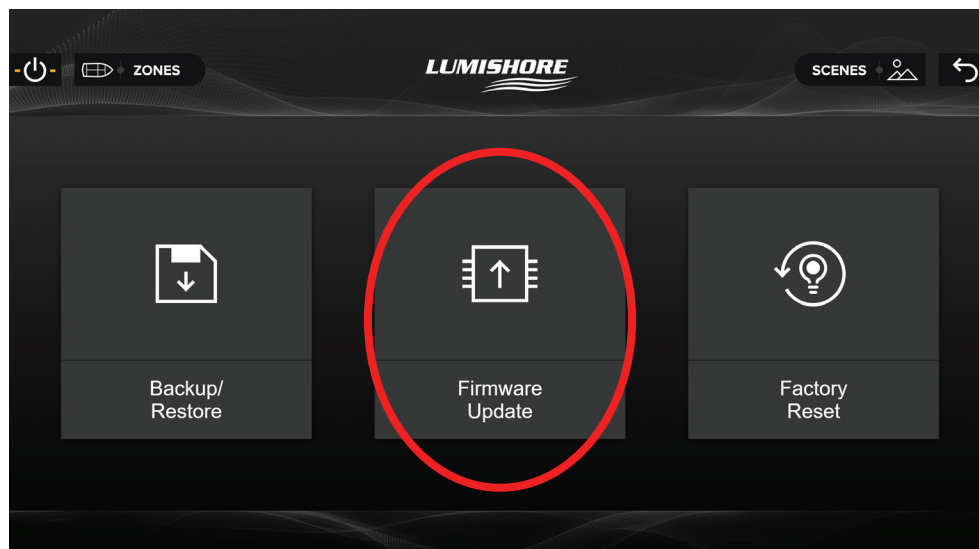 ZONES
LUMISHORE
SCENES
Backup/
Restore
Firmware
Update
Factory
Reset